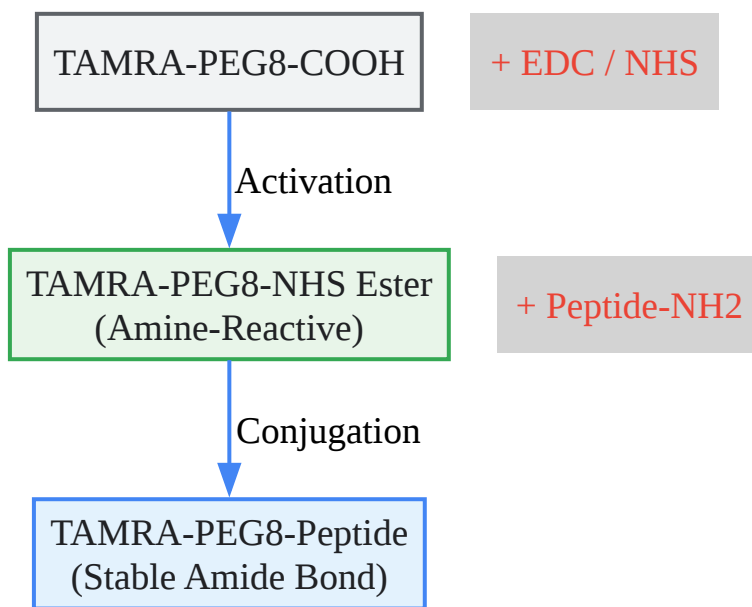 TAMRA-PEG8-COOH
+ EDC / NHS
Activation
TAMRA-PEG8-NHS Ester
(Amine-Reactive)
+ Peptide-NH2
Conjugation
TAMRA-PEG8-Peptide
(Stable Amide Bond)